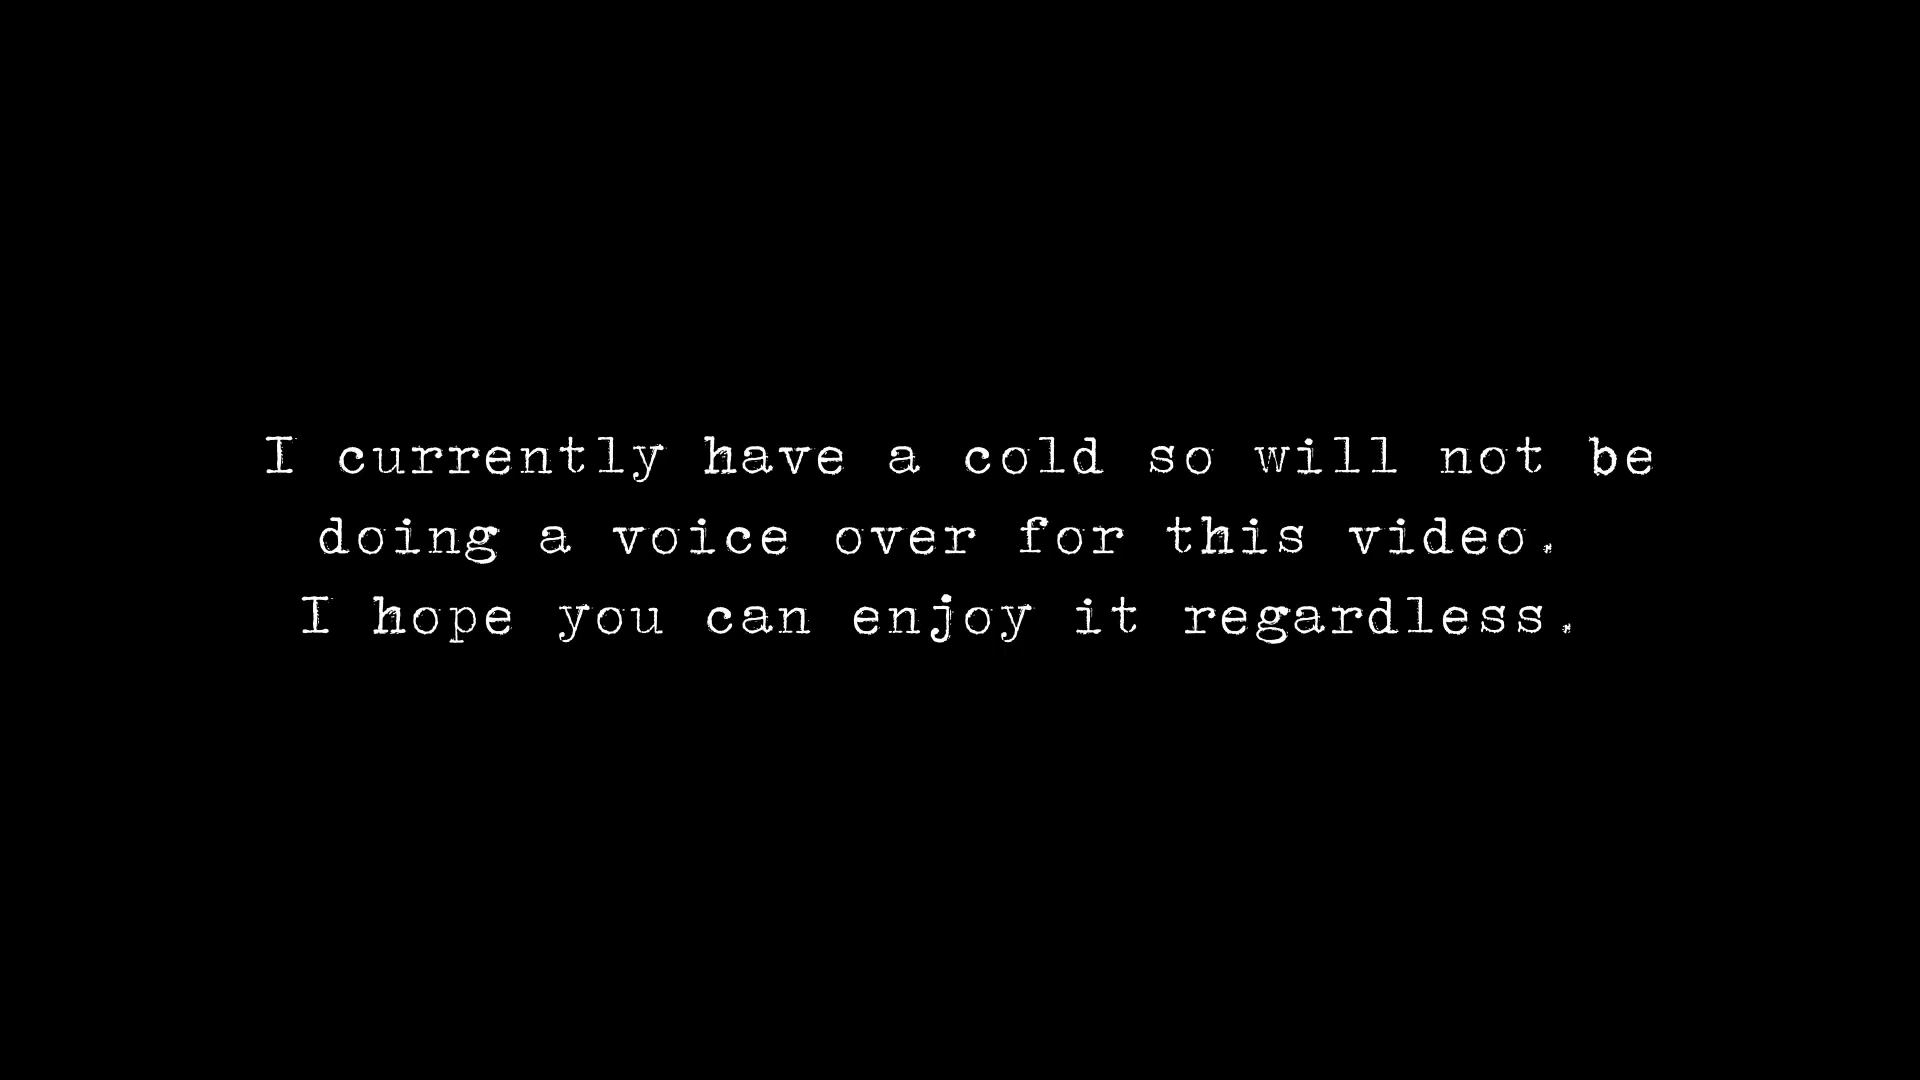 I currently have a cold so will not be
doing a voice over for this video.
I hope you can enjoy it regardless.